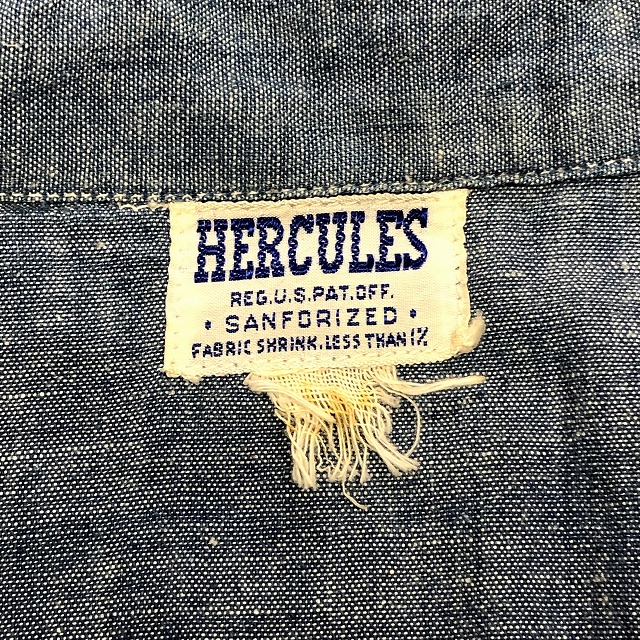 HERCULES
REG.U.S.PAT.OFF.
• SANFORIZED •
FABRIC SHRINK.LESS THAN 1%